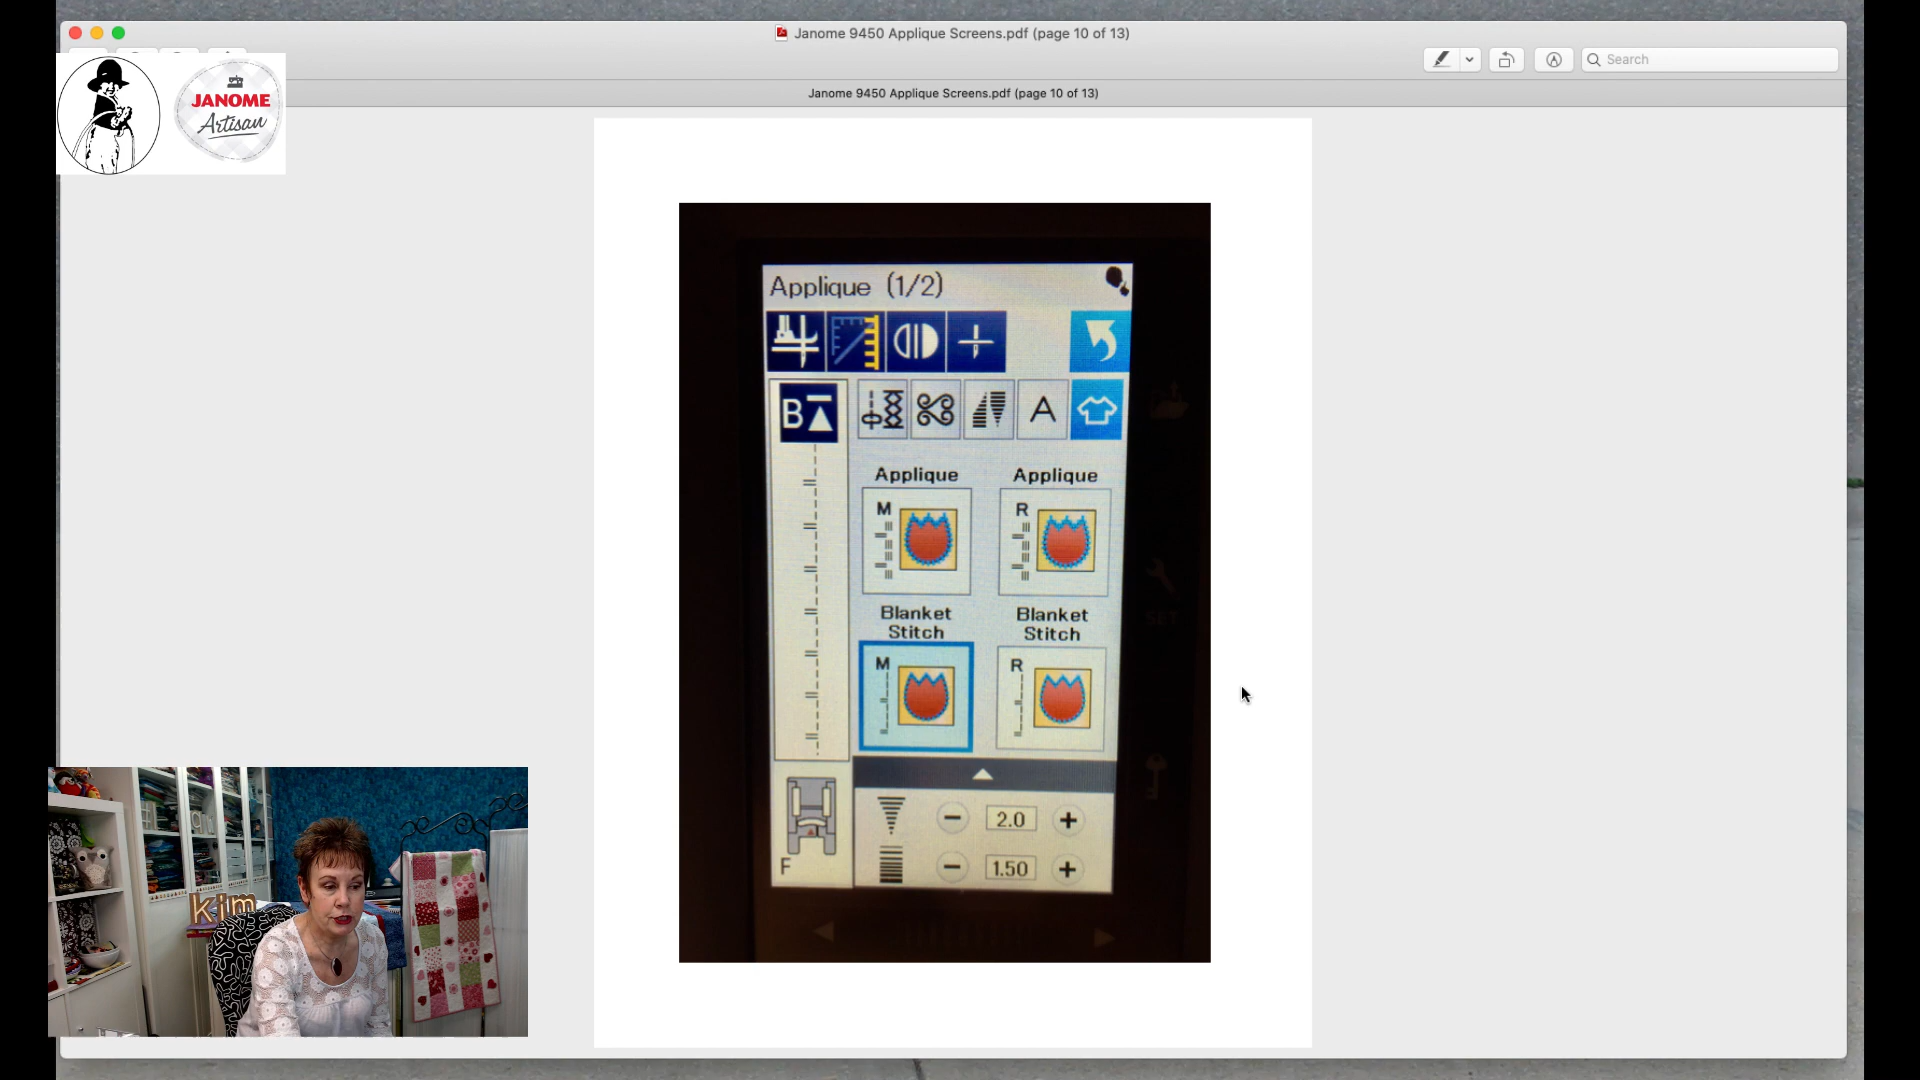 Janome 9450 Applique Screens.pdf (page 10 of 13)
Search
Janome 9450 Applique Screens.pdf (page 10 of 13)
JANOME
Artisan
Applique (1/2)
B
A
Applique Applique
M R
Blanket Stitch Blanket Stitch
M R
2.0
F
1.50
kim